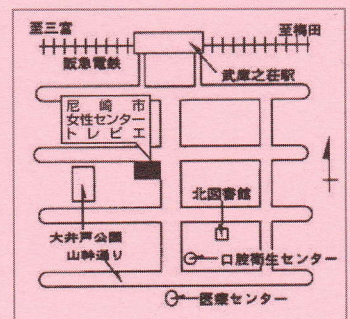 至三宮
至梅田
阪急電鉄
武庫之荘駅
尼崎市
女性センター
トレピエ
北図書館
大井戸公園
山幹通り
口腔衛生センター
医療センター